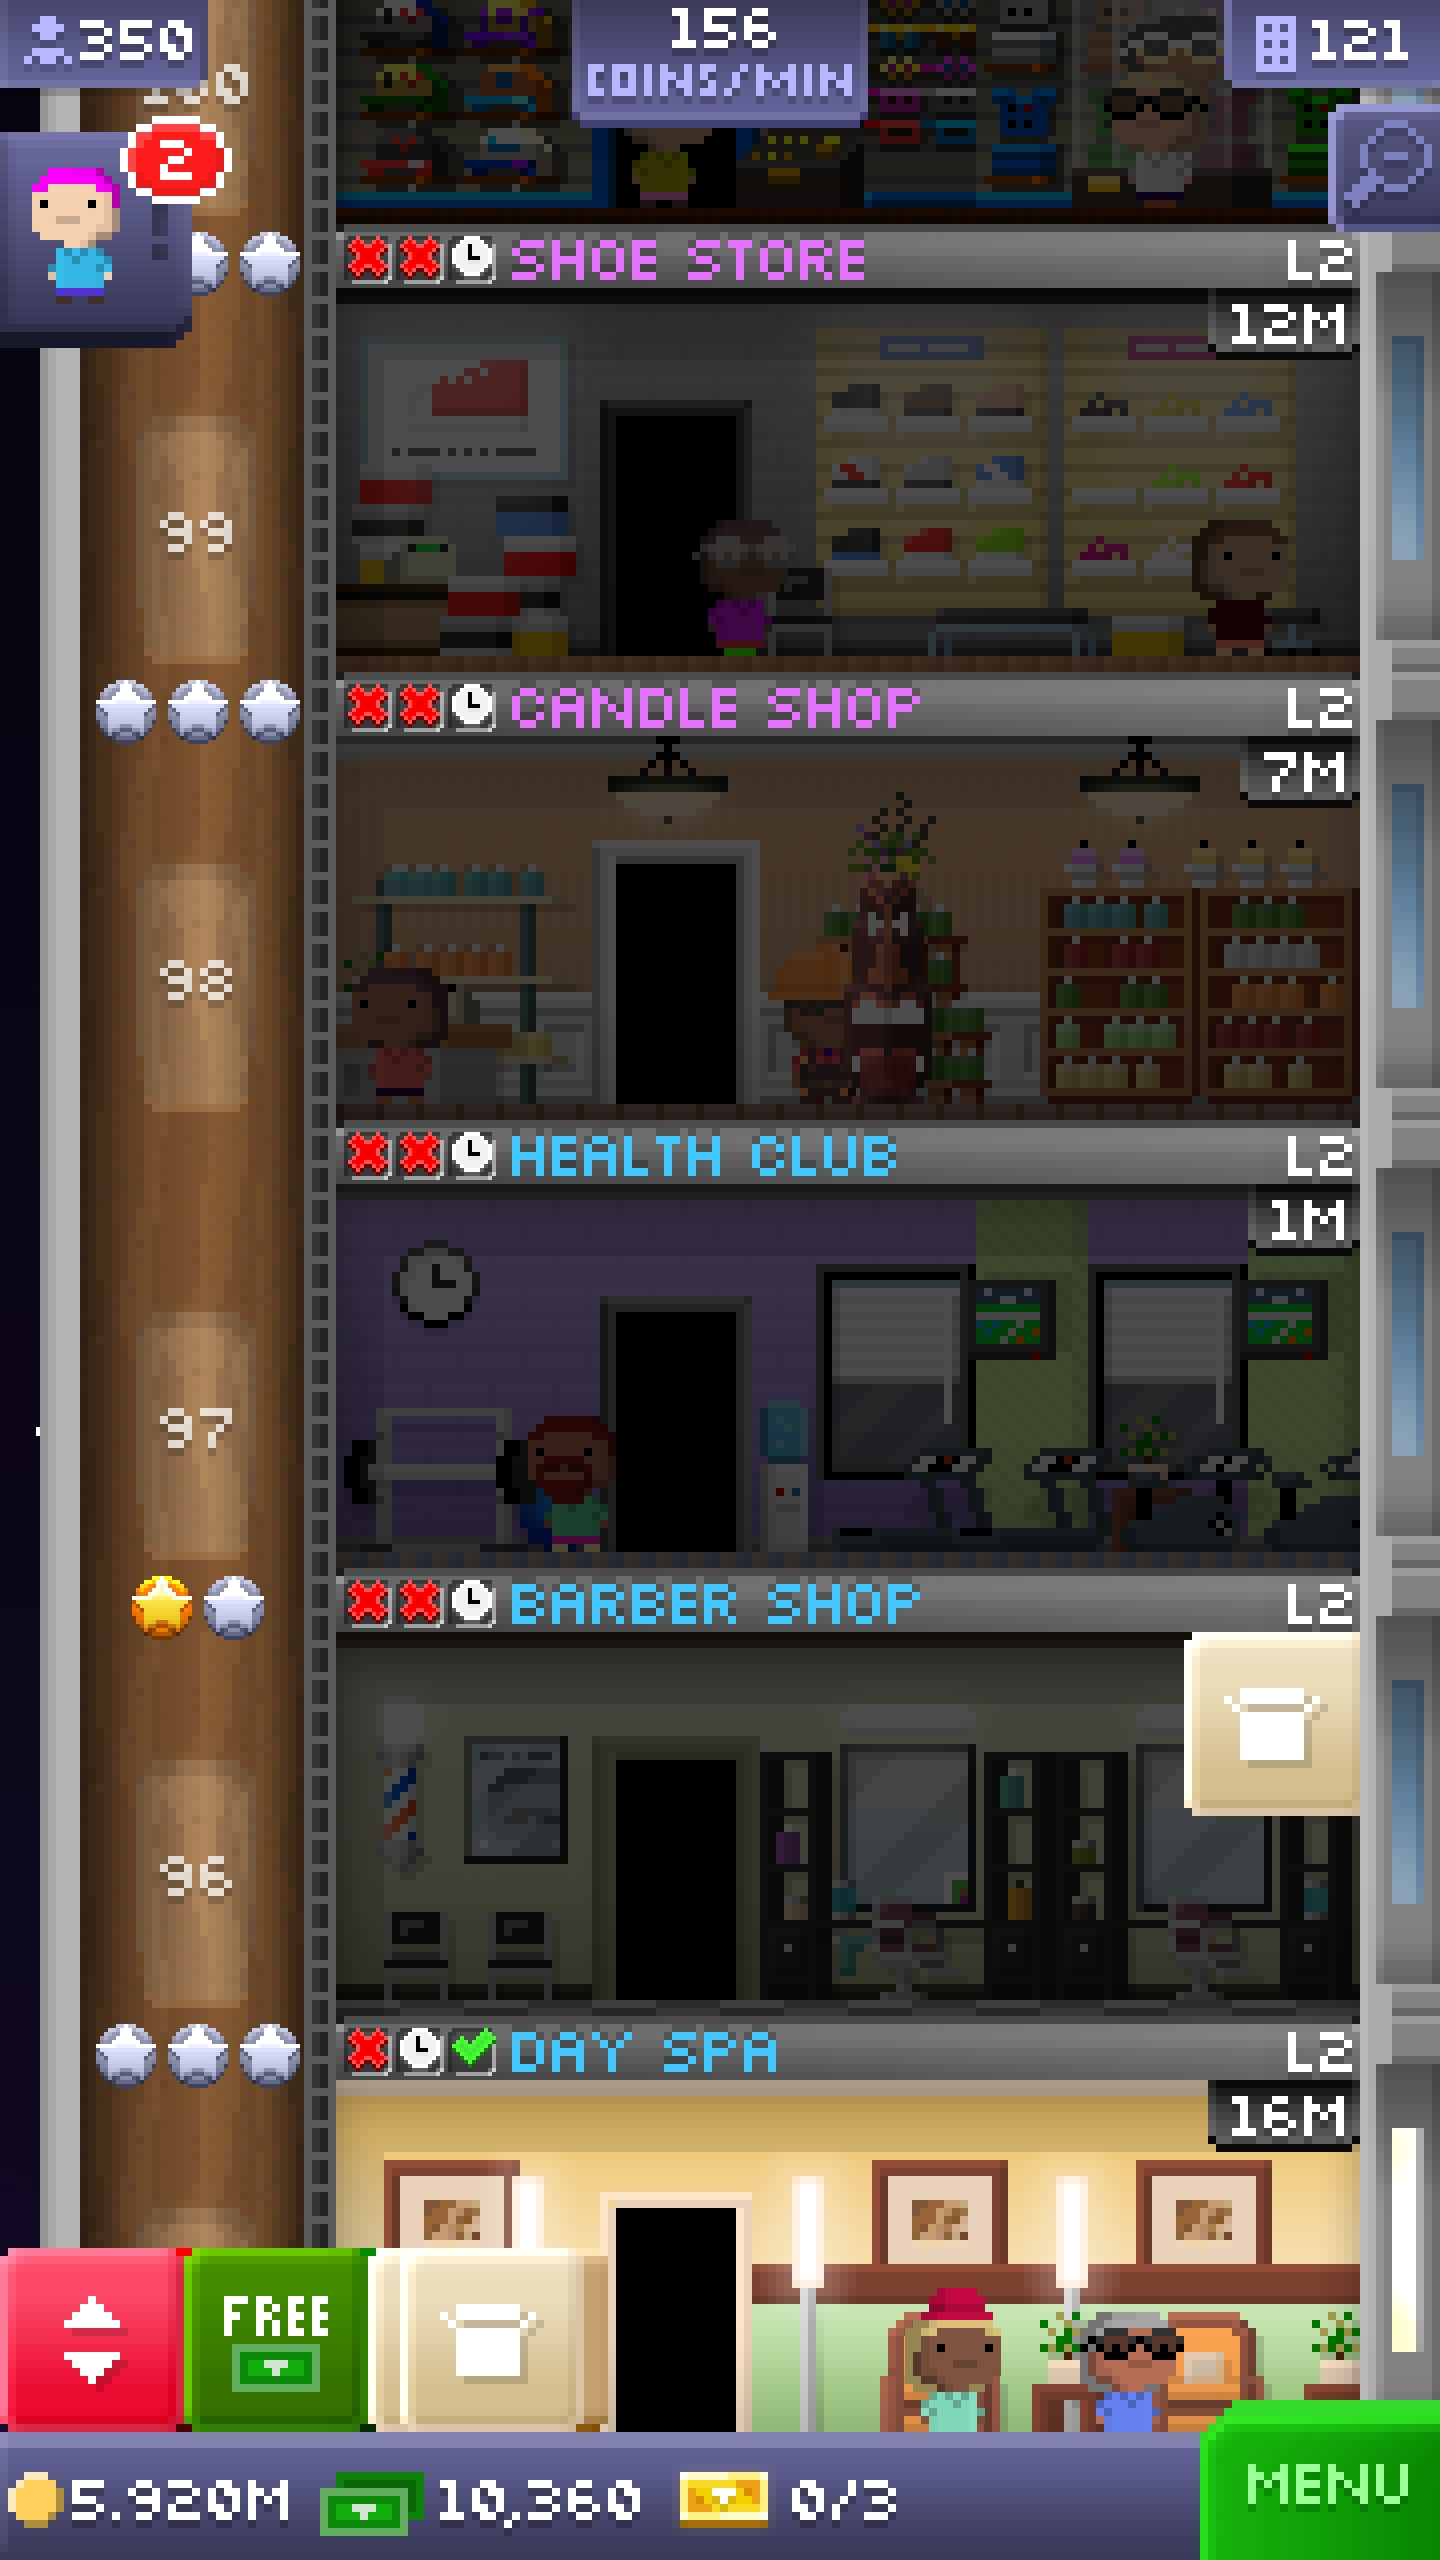 350
156
COINS/MIN
121
100
2
SHOE STORE L2
12M
99
CANDLE SHOP L2
7M
98
HEALTH CLUB L2
1M
97
BARBER SHOP L2
96
DAY SPA L2
16M
FREE
5.920M 10,360 0/3
MENU